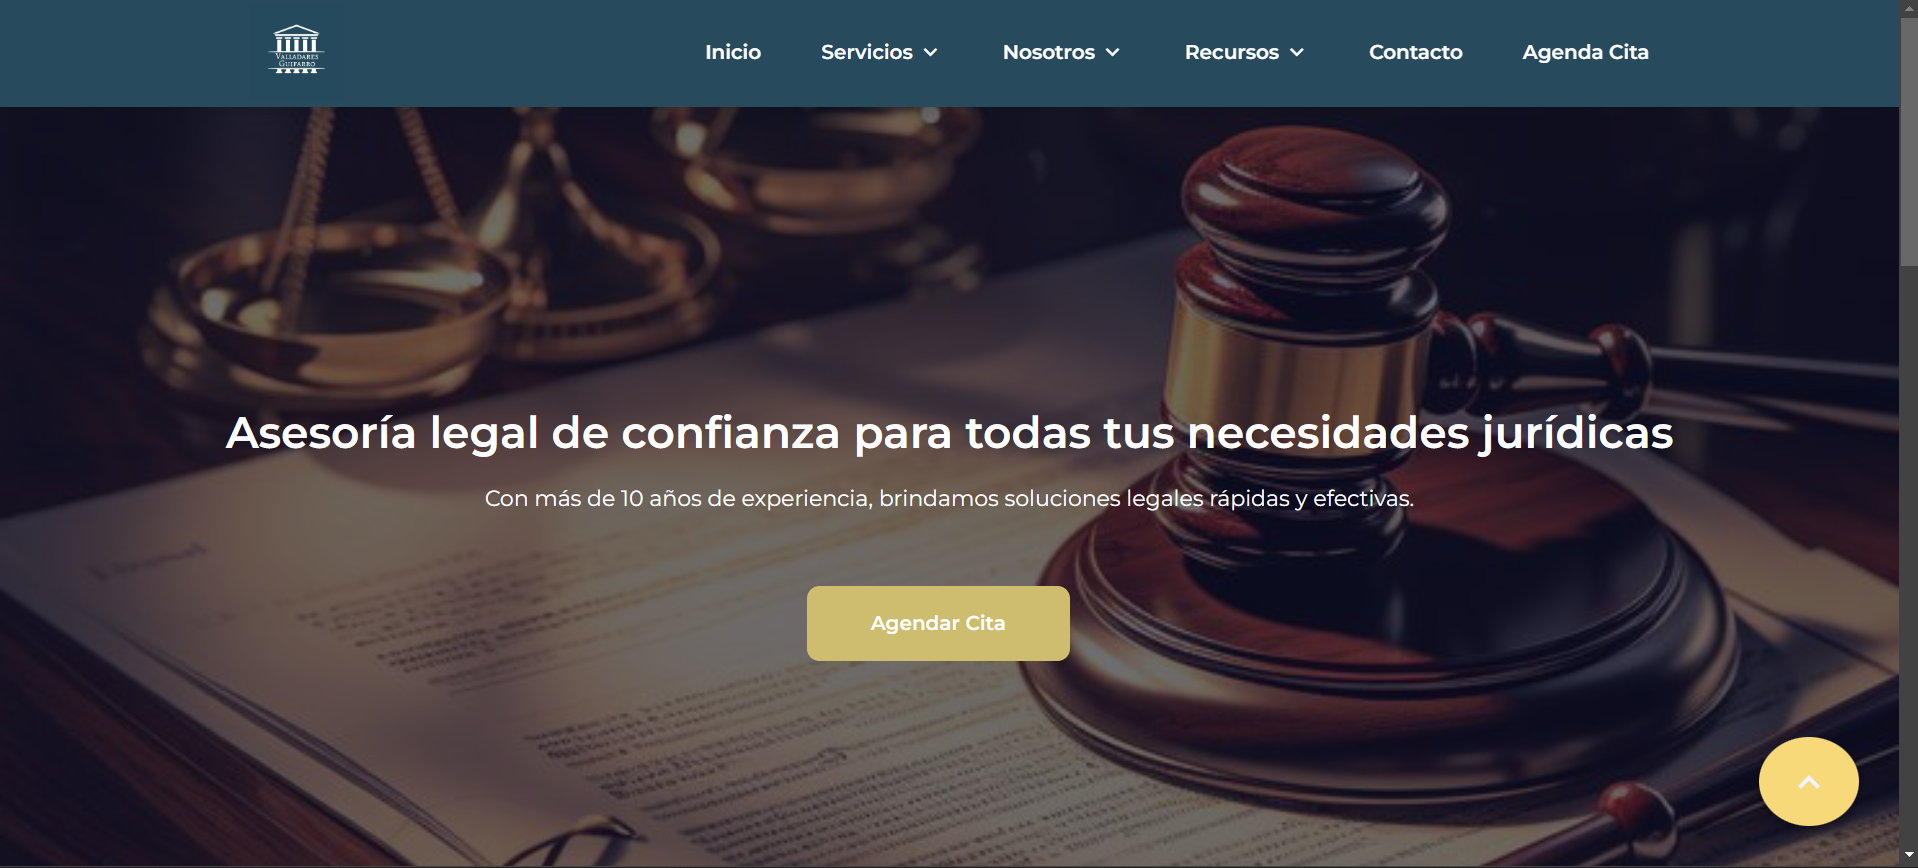 VALLADARES
GUIFARRO
Inicio
Servicios
Nosotros
Recursos
Contacto
Agenda Cita
Asesoría legal de confianza para todas tus necesidades jurídicas
Con más de 10 años de experiencia, brindamos soluciones legales rápidas y efectivas.
Agendar Cita